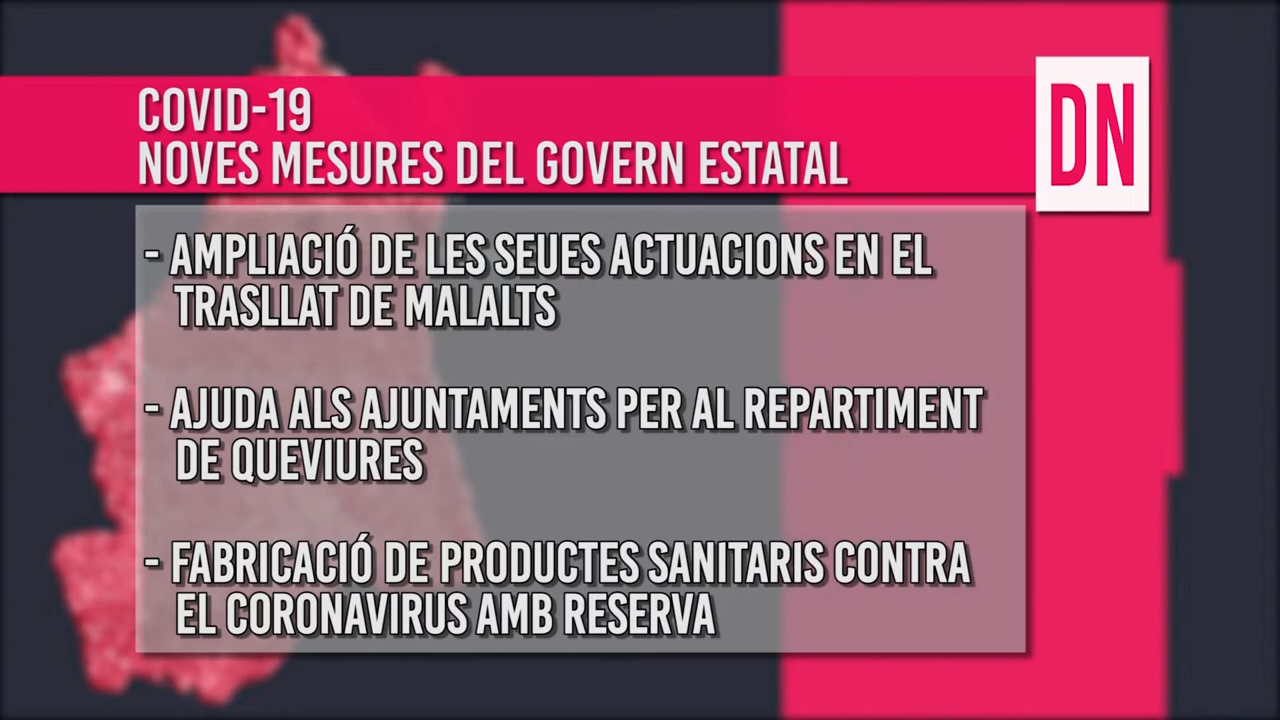 COVID-19
NOVES MESURES DEL GOVERN ESTATAL
DN
- AMPLIACIÓ DE LES SEUES ACTUACIONS EN EL
TRASLLAT DE MALALTS
- AJUDA ALS AJUNTAMENTS PER AL REPARTIMENT
DE QUEVIURES
- FABRICACIÓ DE PRODUCTES SANITARIS CONTRA
EL CORONAVIRUS AMB RESERVA